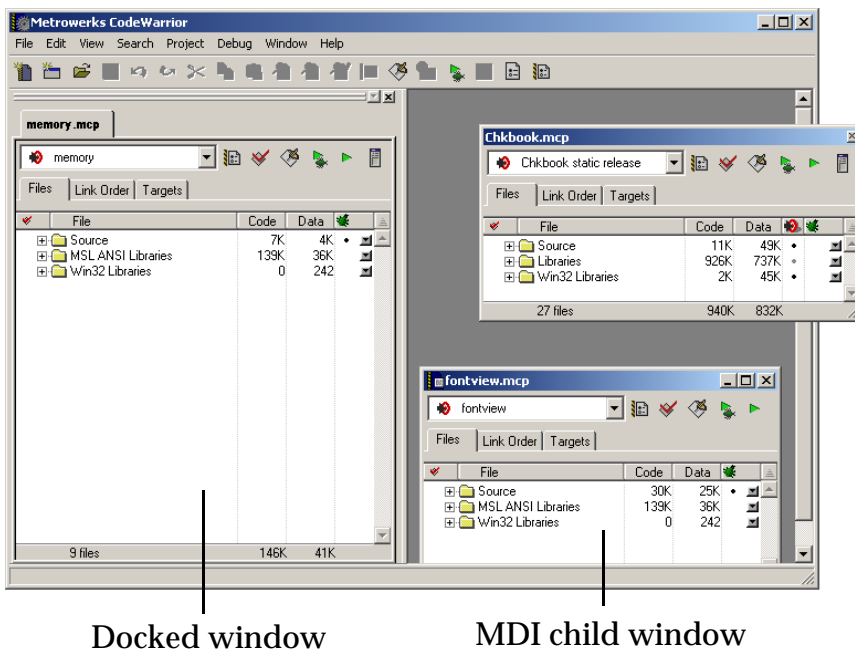 Metrowerks CodeWarrior
File Edit View Search Project Debug Window Help
memory.mcp
memory
Files Link Order Targets
File Code Data
Source 7K 4K
MSL ANSI Libraries 139K 36K
Win32 Libraries 0 242
9 files 146K 41K
Chkbook.mcp
Chkbook static release
Files Link Order Targets
File Code Data
Source 11K 49K
Libraries 926K 737K
Win32 Libraries 2K 45K
27 files 940K 832K
fontview.mcp
fontview
Files Link Order Targets
File Code Data
Source 30K 25K
MSL ANSI Libraries 139K 36K
Win32 Libraries 0 242
Docked window
MDI child window